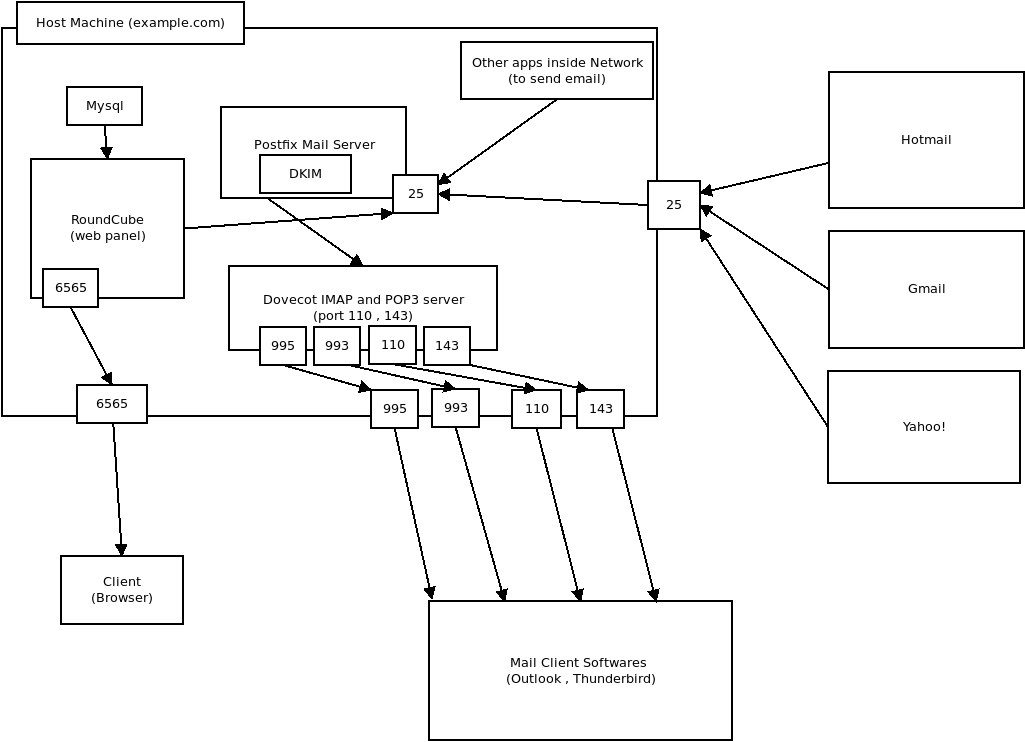 Host Machine (example.com)
Other apps inside Network
(to send email)
Mysql
Postfix Mail Server
DKIM
25
25
Hotmail
RoundCube
(web panel)
6565
Gmail
Dovecot IMAP and POP3 server
(port 110 , 143)
995
993
110
143
6565
995
993
110
143
Yahoo!
Client
(Browser)
Mail Client Softwares
(Outlook , Thunderbird)